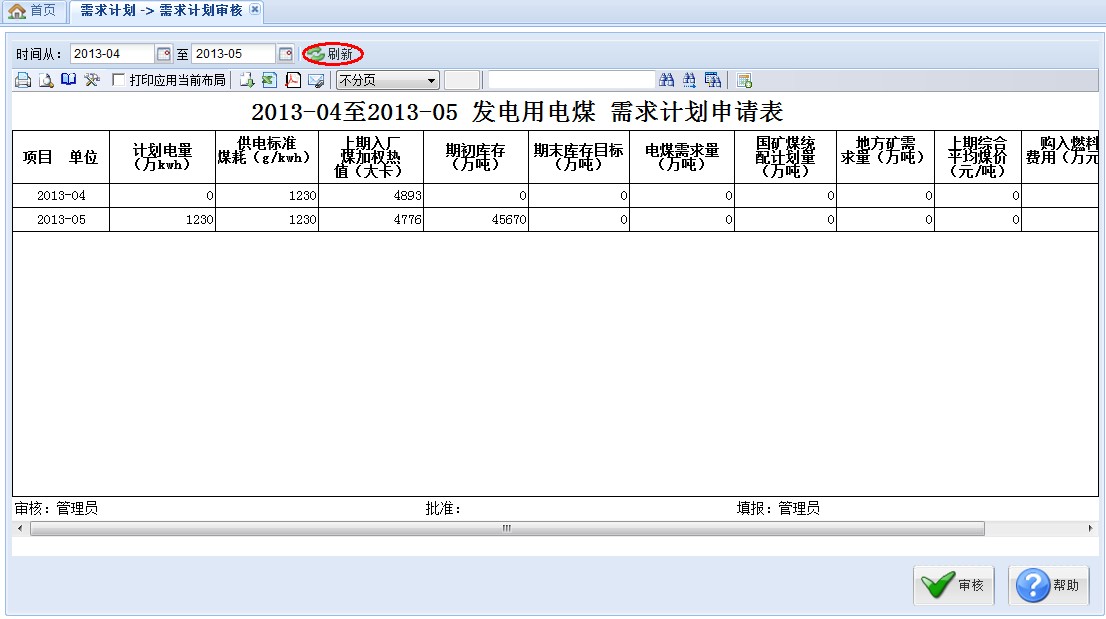 首页 需求计划 -> 需求计划审核
时间从： 2013-04 至 2013-05 刷新
打印应用当前布局 不分页
2013-04至2013-05 发电用电煤 需求计划申请表
项目 单位
计划电量
（万kwh）
供电标准
煤耗（g/kwh）
上期入厂
煤加权热
值（大卡）
期初库存
（万吨）
期末库存目标
（万吨）
电煤需求量
（万吨）
国矿煤统
配计划量
（万吨）
地方矿需
求量（万吨）
上期综合
平均煤价
（元/吨）
购入燃料
费用（万元
2013-04 0 1230 4893 0 0 0 0 0 0
2013-05 1230 1230 4776 45670 0 0 0 0 0
审核：管理员 批准： 填报：管理员
审核 帮助